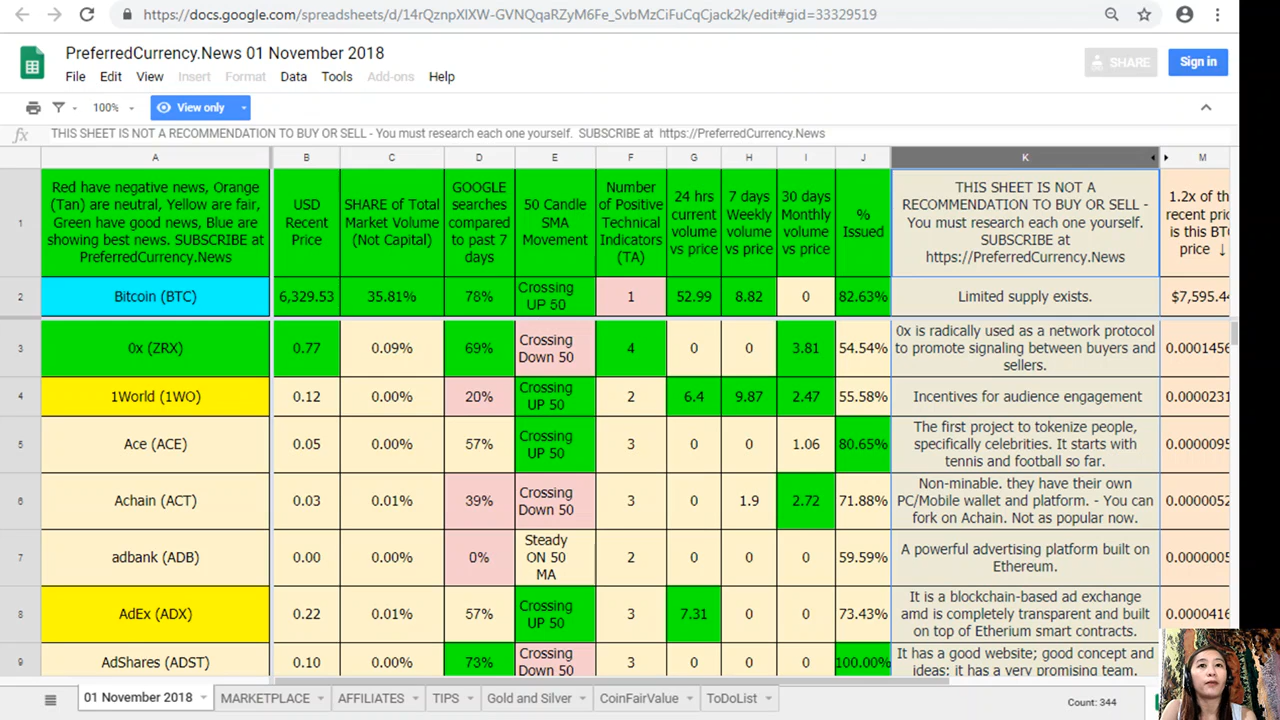 https://docs.google.com/spreadsheets/d/14rQznpXlXW-GVNQqaRZyM6Fe_SvbMzCiFuCqCjack2k/edit#gid=33329519
PreferredCurrency.News 01 November 2018
SHARE
Sign in
File Edit View Insert Format Data Tools Add-ons Help
100% View only
fx THIS SHEET IS NOT A RECOMMENDATION TO BUY OR SELL - You must research each one yourself. SUBSCRIBE at https://PreferredCurrency.News
A B C D E F G H I J K M
1
Red have negative news, Orange
(Tan) are neutral, Yellow are fair,
Green have good news, Blue are
showing best news. SUBSCRIBE at
PreferredCurrency.News
USD
Recent
Price
SHARE of Total
Market Volume
(Not Capital)
GOOGLE
searches
compared
to past 7
days
50 Candle
SMA
Movement
Number
of Positive
Technical
Indicators
(TA)
24 hrs
current
volume
vs price
7 days
Weekly
volume
vs price
30 days
Monthly
volume
vs price
%
Issued
THIS SHEET IS NOT A
RECOMMENDATION TO BUY OR SELL -
You must research each one yourself.
SUBSCRIBE at
https://PreferredCurrency.News
1.2x of the
recent pric
is this BTC
price ↓
2
Bitcoin (BTC)
6,329.53
35.81%
78%
Crossing
UP 50
1
52.99
8.82
0
82.63%
Limited supply exists.
$7,595.44
3
0x (ZRX)
0.77
0.09%
69%
Crossing
Down 50
4
0
0
3.81
54.54%
0x is radically used as a network protocol
to promote signaling between buyers and
sellers.
0.0001456
4
1World (1WO)
0.12
0.00%
20%
Crossing
UP 50
2
6.4
9.87
2.47
55.58%
Incentives for audience engagement
0.0000231
5
Ace (ACE)
0.05
0.00%
57%
Crossing
UP 50
3
0
0
1.06
80.65%
The first project to tokenize people,
specifically celebrities. It starts with
tennis and football so far.
0.0000095
6
Achain (ACT)
0.03
0.01%
39%
Crossing
Down 50
3
0
1.9
2.72
71.88%
Non-minable. they have their own
PC/Mobile wallet and platform. - You can
fork on Achain. Not as popular now.
0.0000052
7
adbank (ADB)
0.00
0.00%
0%
Steady
ON 50
MA
2
0
0
0
59.59%
A powerful advertising platform built on
Ethereum.
0.0000005
8
AdEx (ADX)
0.22
0.01%
57%
Crossing
UP 50
3
7.31
0
0
73.43%
It is a blockchain-based ad exchange
amd is completely transparent and built
on top of Etherium smart contracts.
0.0000416
9
AdShares (ADST)
0.10
0.00%
73%
Crossing
Down 50
3
0
0
0
100.00%
It has a good website; good concept and
ideas; it has a very promising team.
01 November 2018 MARKETPLACE AFFILIATES TIPS Gold and Silver CoinFairValue ToDoList
Count: 344